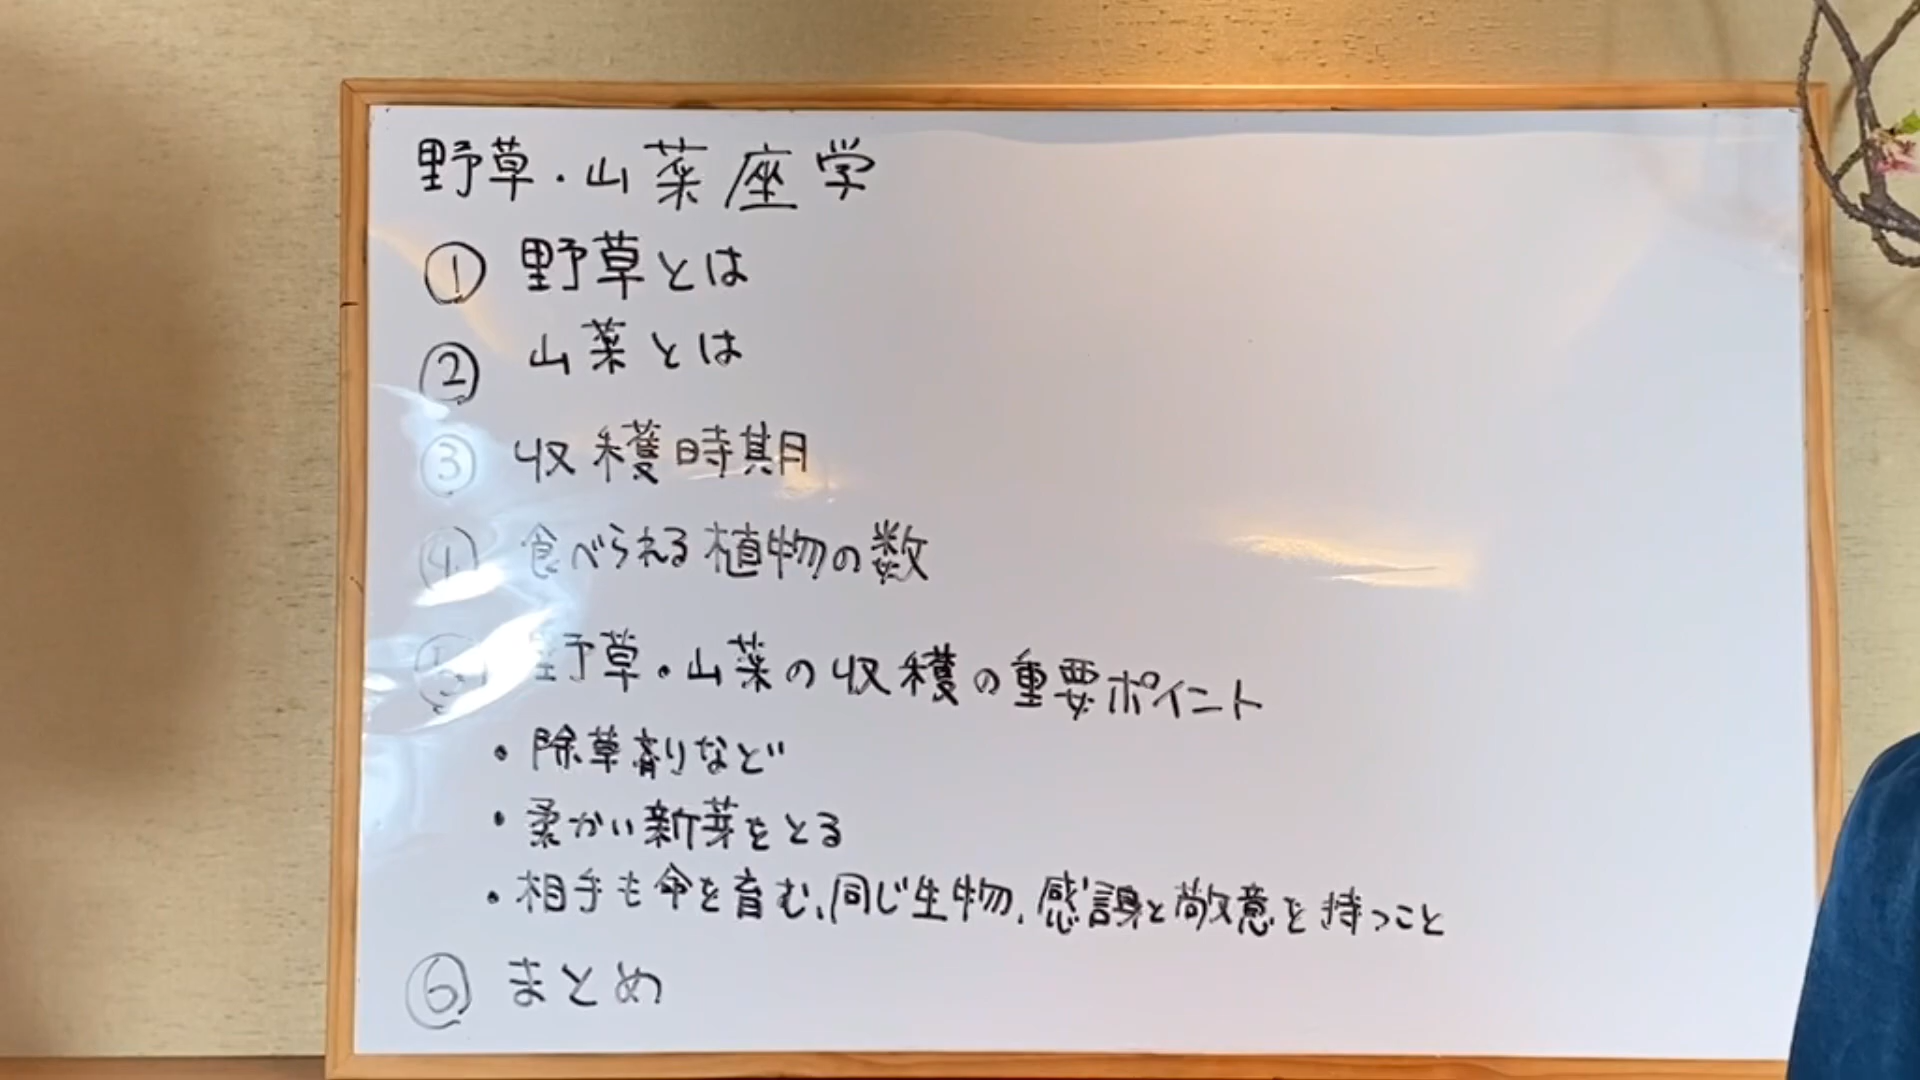 野草・山菜座学
① 野草とは
② 山菜とは
③ 収穫時期
④ 食べられる植物の数
⑤ 野草・山菜の収穫の重要ポイント
・除草剤など
・柔かい新芽をとる
・相手も命を育む、同じ生物、感謝と敬意を持つこと
⑥ まとめ